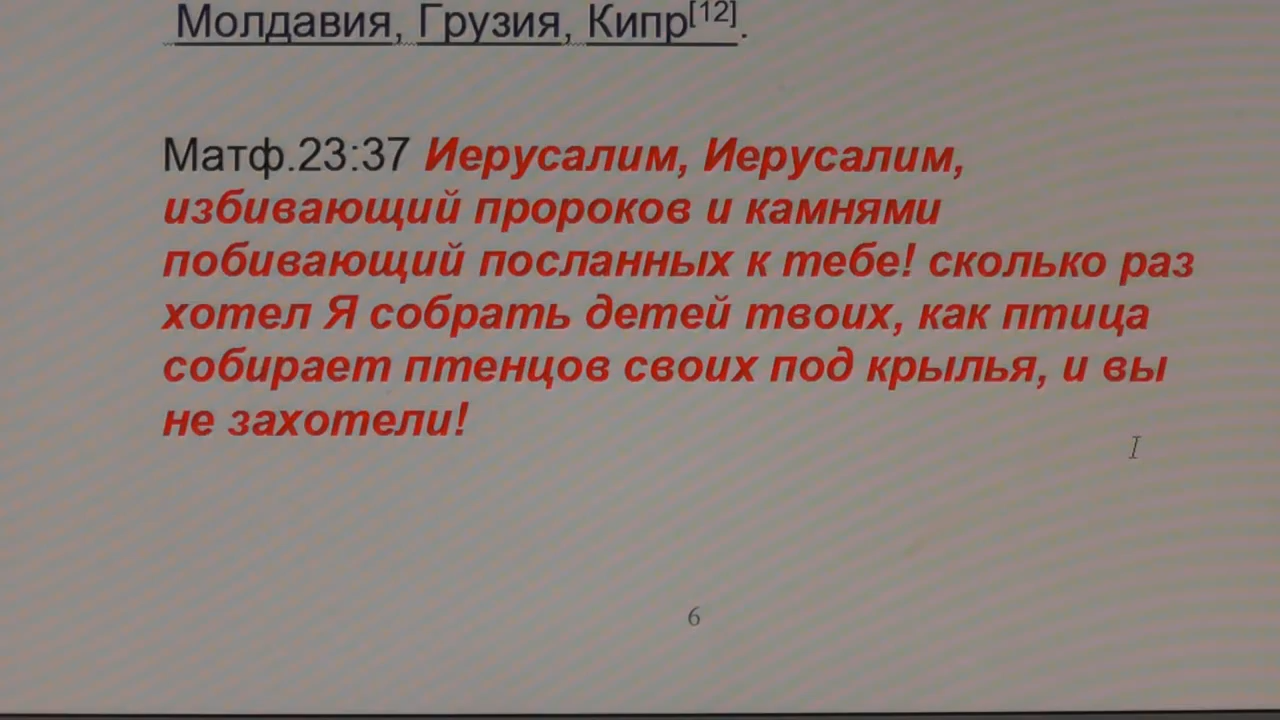 Молдавия, Грузия, Кипр[12].
Матф.23:37 Иерусалим, Иерусалим,
избивающий пророков и камнями
побивающий посланных к тебе! сколько раз
хотел Я собрать детей твоих, как птица
собирает птенцов своих под крылья, и вы
не захотели!
6